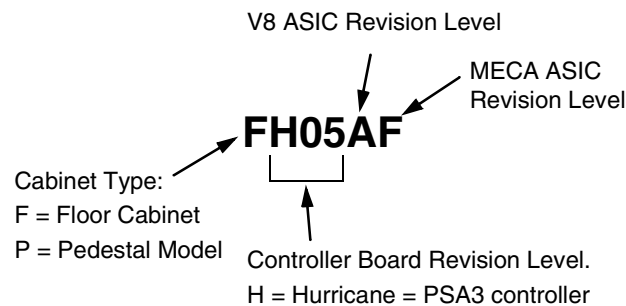 V8 ASIC Revision Level
MECA ASIC
Revision Level
FH05AF
Cabinet Type:
F = Floor Cabinet
P = Pedestal Model
Controller Board Revision Level.
H = Hurricane = PSA3 controller